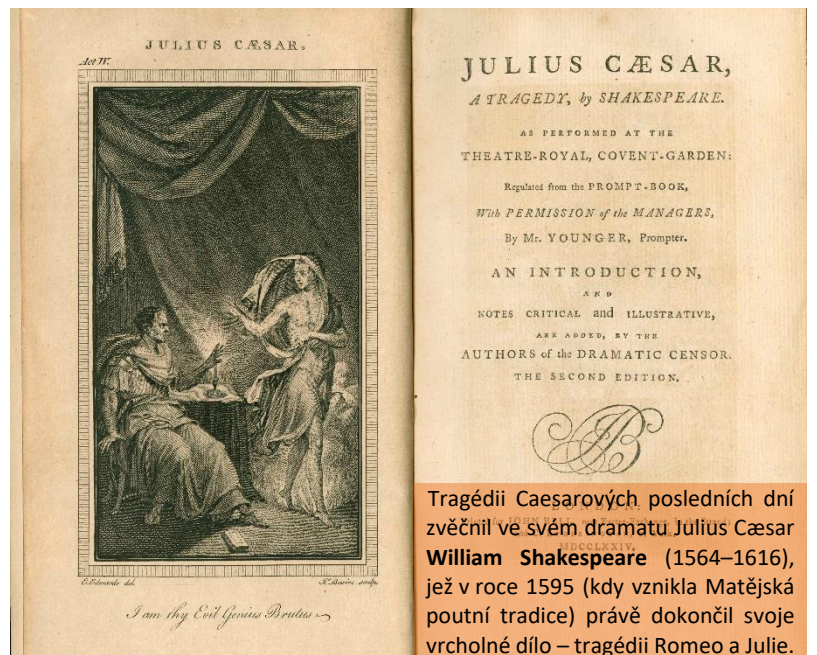 JULIUS CÆSAR.
Act IV.
C. Edwards del.
I am thy Evil Genius Brutus
JULIUS CÆSAR,
A TRAGEDY, by SHAKESPEARE.
AS PERFORMED AT THE
THEATRE-ROYAL, COVENT-GARDEN:
Regulated from the PROMPT-BOOK,
With PERMISSION of the MANAGERS,
By Mr. YOUNGER, Prompter.
AN INTRODUCTION,
AND
NOTES CRITICAL and ILLUSTRATIVE,
ARE ADDED, BY THE
AUTHORS of the DRAMATIC CENSOR.
THE SECOND EDITION.
LONDON:
JOHN BELL
MDCCLXXIV.
Tragédii Caesarových posledních dní
zvěčnil ve svém dramatu Julius Cæsar
William Shakespeare (1564–1616),
jež v roce 1595 (kdy vznikla Matějská
poutní tradice) právě dokončil svoje
vrcholné dílo – tragédii Romeo a Julie.